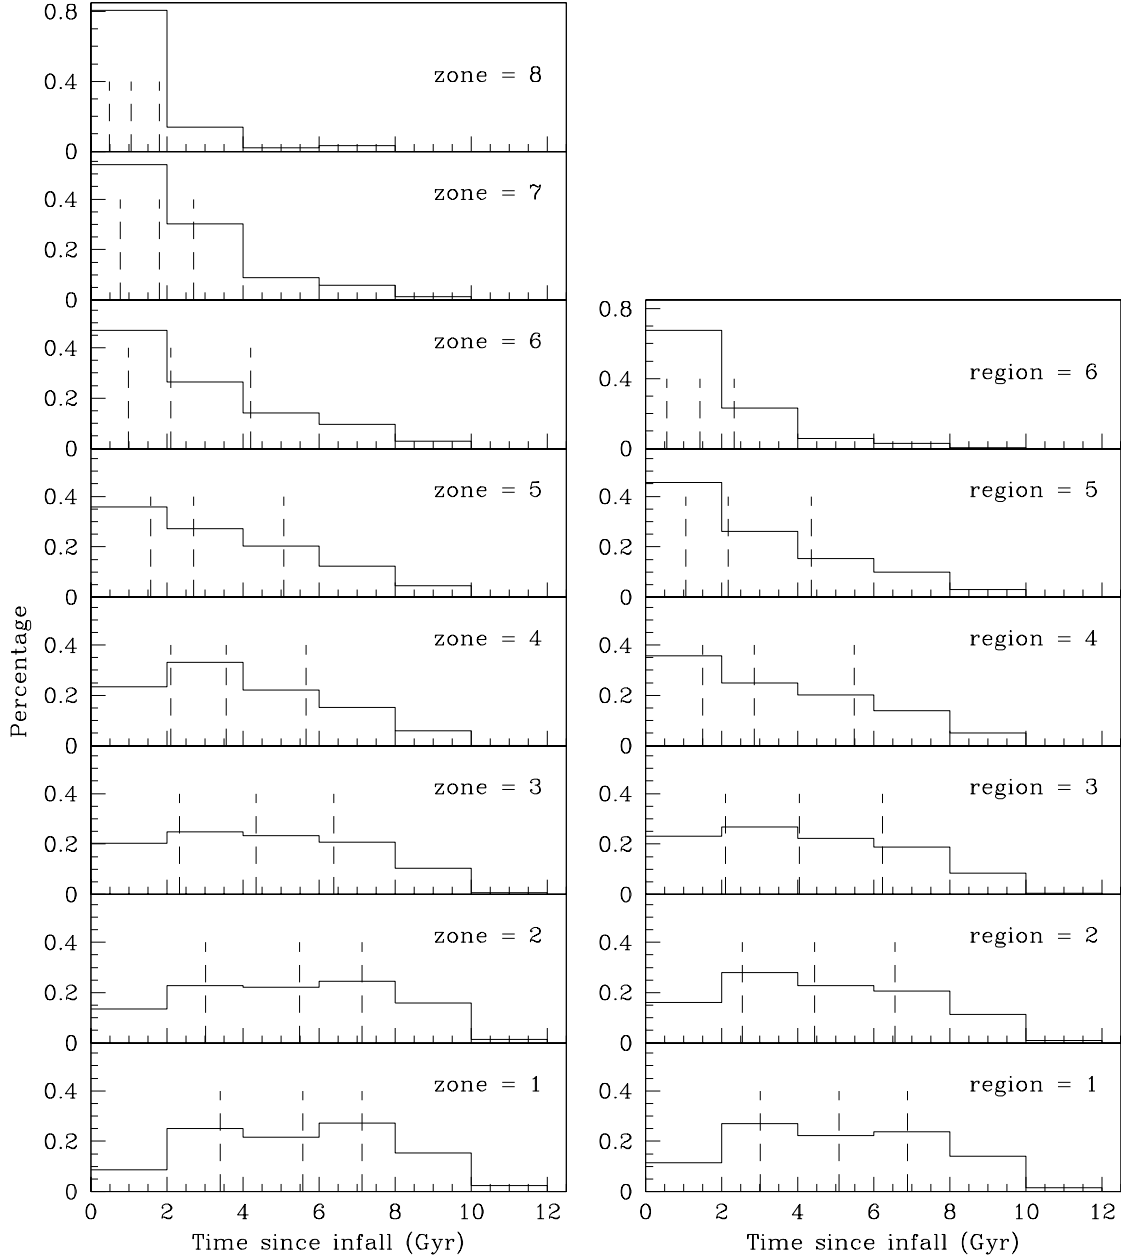 0.8
0.4
0
zone = 8
0.4
0.2
0
zone = 7
0.4
0.2
0
zone = 6
0.4
0.2
0
zone = 5
0.4
0.2
0
zone = 4
0.4
0.2
0
zone = 3
0.4
0.2
0
zone = 2
0.4
0.2
0
zone = 1
0 2 4 6 8 10 12
Time since infall (Gyr)
Percentage
0.8
0.4
0
region = 6
0.4
0.2
0
region = 5
0.4
0.2
0
region = 4
0.4
0.2
0
region = 3
0.4
0.2
0
region = 2
0.4
0.2
0
region = 1
0 2 4 6 8 10 12
Time since infall (Gyr)